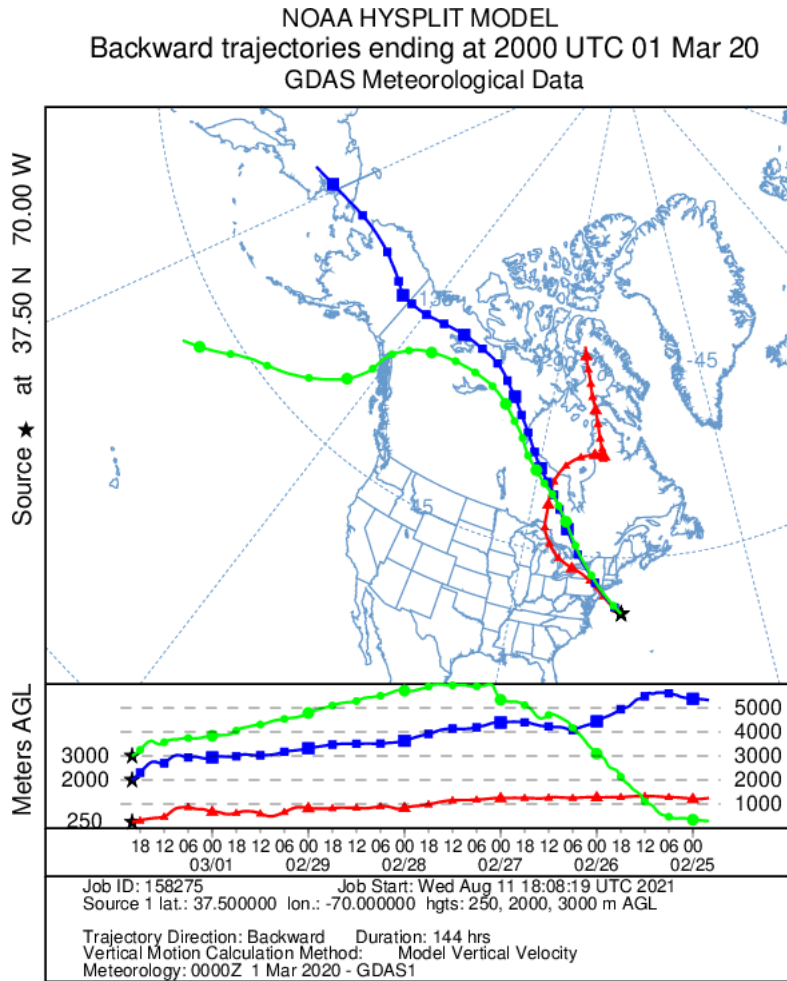 NOAA HYSPLIT MODEL
Backward trajectories ending at 2000 UTC 01 Mar 20
GDAS Meteorological Data
Source ★ at 37.50 N 70.00 W
-45
-45
Meters AGL
3000
2000
250
5000
4000
3000
2000
1000
18 12 06 00 18 12 06 00 18 12 06 00 18 12 06 00 18 12 06 00 18 12 06 00
03/01 02/29 02/28 02/27 02/26 02/25
Job ID: 158275 Job Start: Wed Aug 11 18:08:19 UTC 2021
Source 1 lat.: 37.500000 lon.: -70.000000 hgts: 250, 2000, 3000 m AGL
Trajectory Direction: Backward Duration: 144 hrs
Vertical Motion Calculation Method: Model Vertical Velocity
Meteorology: 0000Z 1 Mar 2020 - GDAS1